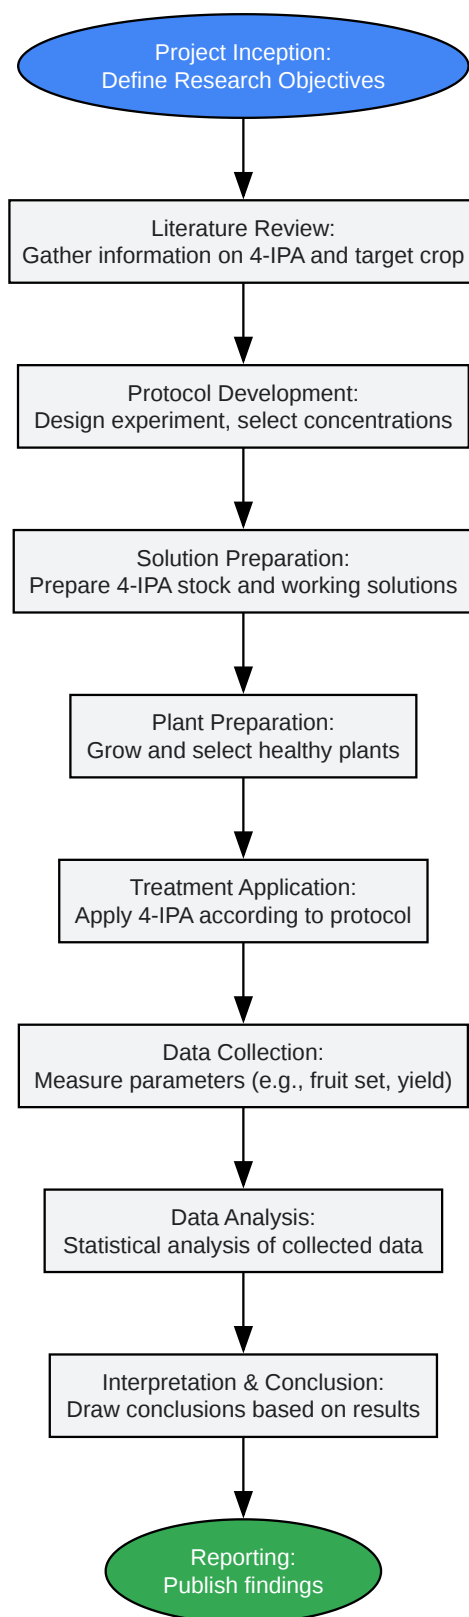 Project Inception:
Define Research Objectives
Literature Review:
Gather information on 4-IPA and target crop
Protocol Development:
Design experiment, select concentrations
Solution Preparation:
Prepare 4-IPA stock and working solutions
Plant Preparation:
Grow and select healthy plants
Treatment Application:
Apply 4-IPA according to protocol
Data Collection:
Measure parameters (e.g., fruit set, yield)
Data Analysis:
Statistical analysis of collected data
Interpretation & Conclusion:
Draw conclusions based on results
Reporting:
Publish findings